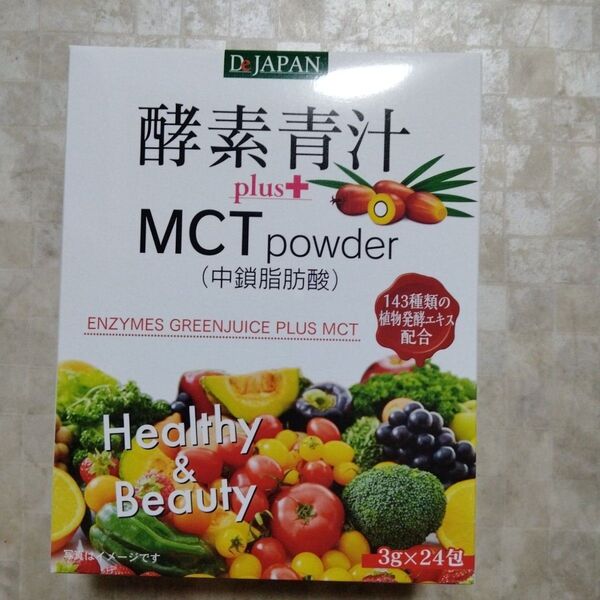 De JAPAN
酵素青汁
plus+
MCT powder
(中鎖脂肪酸)
ENZYMES GREENJUICE PLUS MCT
143種類の
植物発酵エキス
配合
Healthy
&
Beauty
写真はイメージです
3g×24包